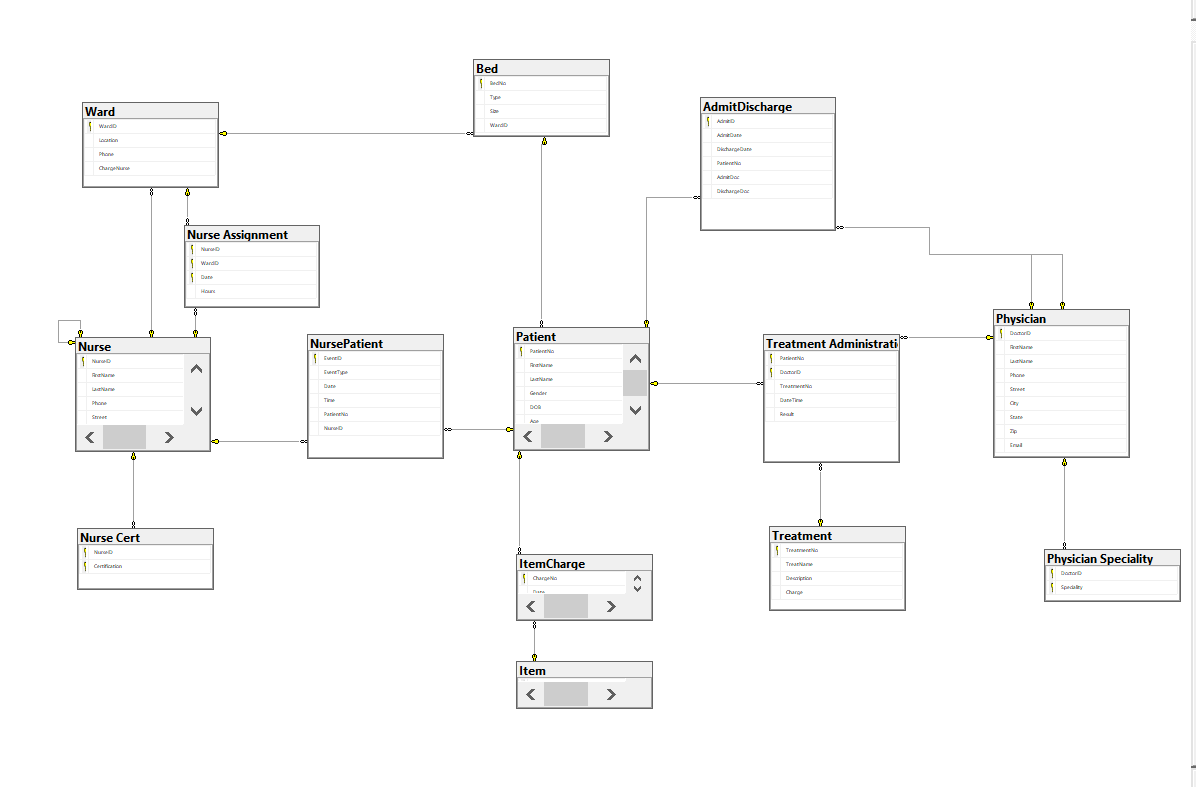 Bed
BedNo
Type
Size
WardID
Ward
WardID
Location
Phone
ChargeNurse
AdmitDischarge
AdmitID
AdmitDate
DischargeDate
PatientNo
AdmitDoc
DischargeDoc
Nurse Assignment
NurseID
WardID
Date
Hours
Nurse
NurseID
FirstName
LastName
Phone
Street
NursePatient
EventID
EventType
Date
Time
PatientNo
NurseID
Patient
PatientNo
FirstName
LastName
Gender
DOB
Age
Treatment Administrati
PatientNo
DoctorID
TreatmentNo
DateTime
Result
Physician
DoctorID
FirstName
LastName
Phone
Street
City
State
Zip
Email
Nurse Cert
NurseID
Certification
ItemCharge
ChargeNo
Treatment
TreatmentNo
TreatName
Description
Charge
Physician Speciality
DoctorID
Speciality
Item